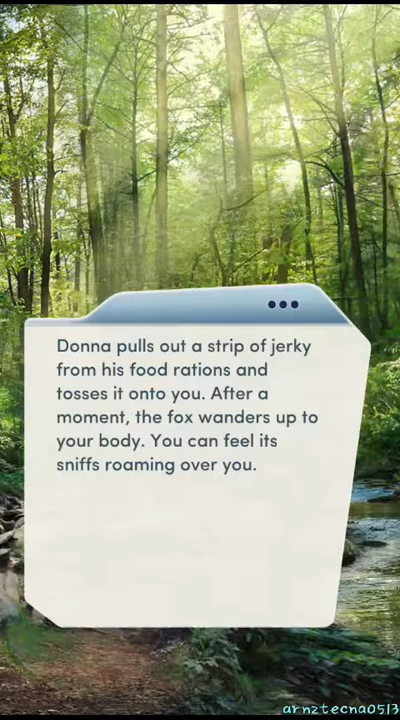 Donna pulls out a strip of jerky
from his food rations and
tosses it onto you. After a
moment, the fox wanders up to
your body. You can feel its
sniffs roaming over you.
arnztecna0513